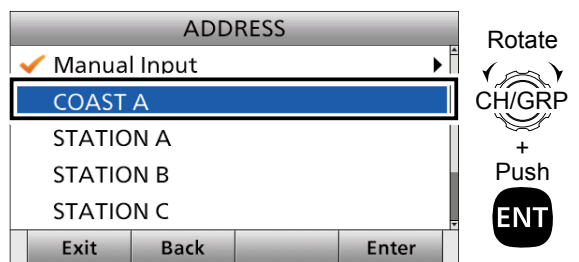 ADDRESS
Manual Input
COAST A
STATION A
STATION B
STATION C
Exit Back Enter
Rotate
CH/GRP
+
Push
ENT